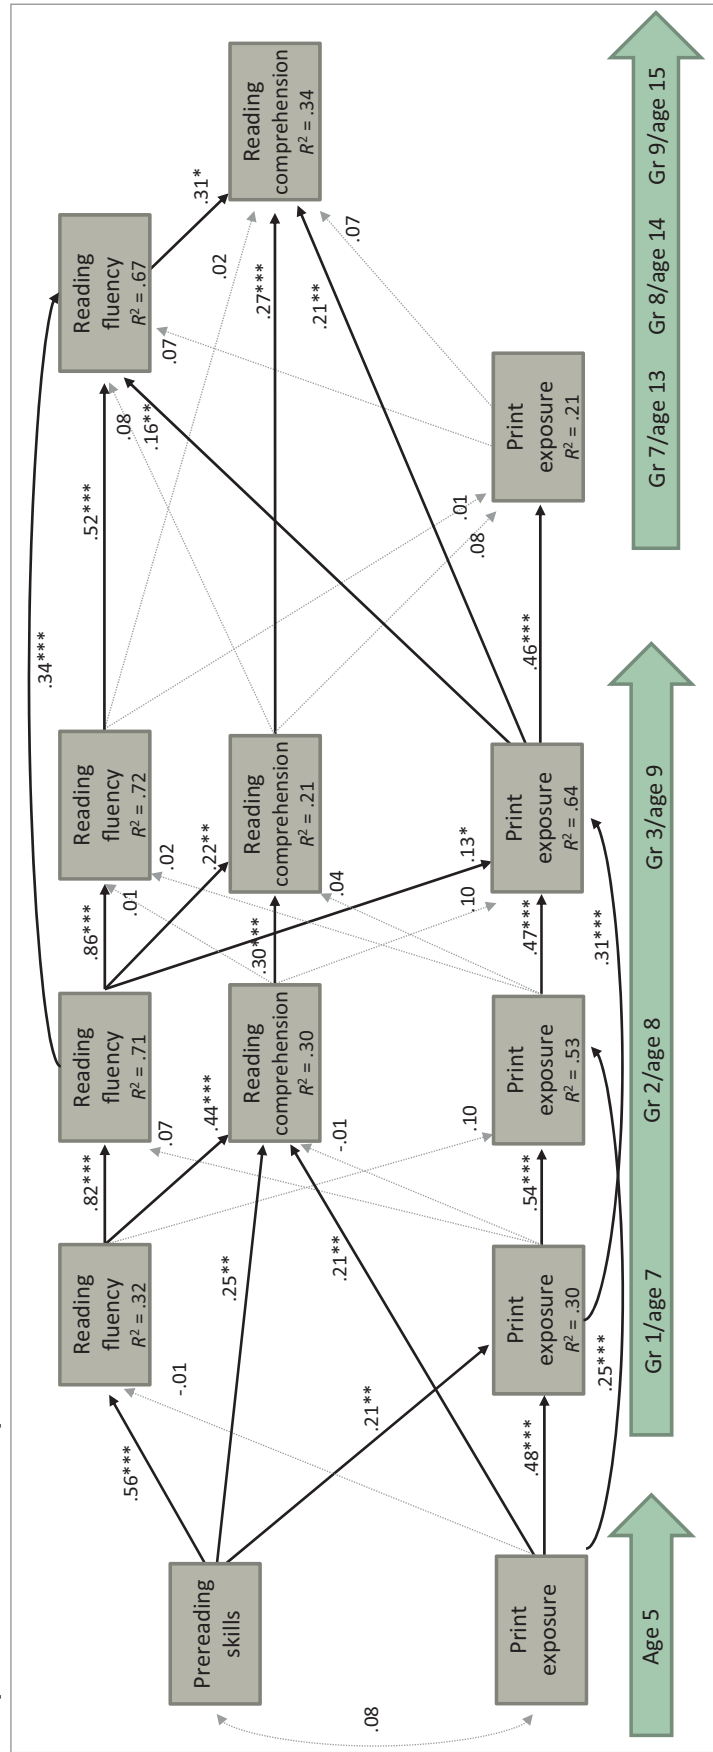 Prereading
skills
Print
exposure
.08
.56***
.25**
.21**
-.01
.21**
.48***
.25***
Reading
fluency
R² = .32
Print
exposure
R² = .30
.82***
.44***
.10
.07
-.01
.54***
.31***
Reading
fluency
R² = .71
Reading
comprehension
R² = .30
Print
exposure
R² = .53
.34***
.86***
.22**
.13*
.01
.30***
.10
.02
.04
.47***
Reading
fluency
R² = .72
Reading
comprehension
R² = .21
Print
exposure
R² = .64
.52***
.02
.01
.08
.27***
.08
.16**
.21**
.46***
Print
exposure
R² = .21
.07
.07
Reading
fluency
R² = .67
.31*
Reading
comprehension
R² = .34
Age 5
Gr 1/age 7
Gr 2/age 8
Gr 3/age 9
Gr 7/age 13
Gr 8/age 14
Gr 9/age 15